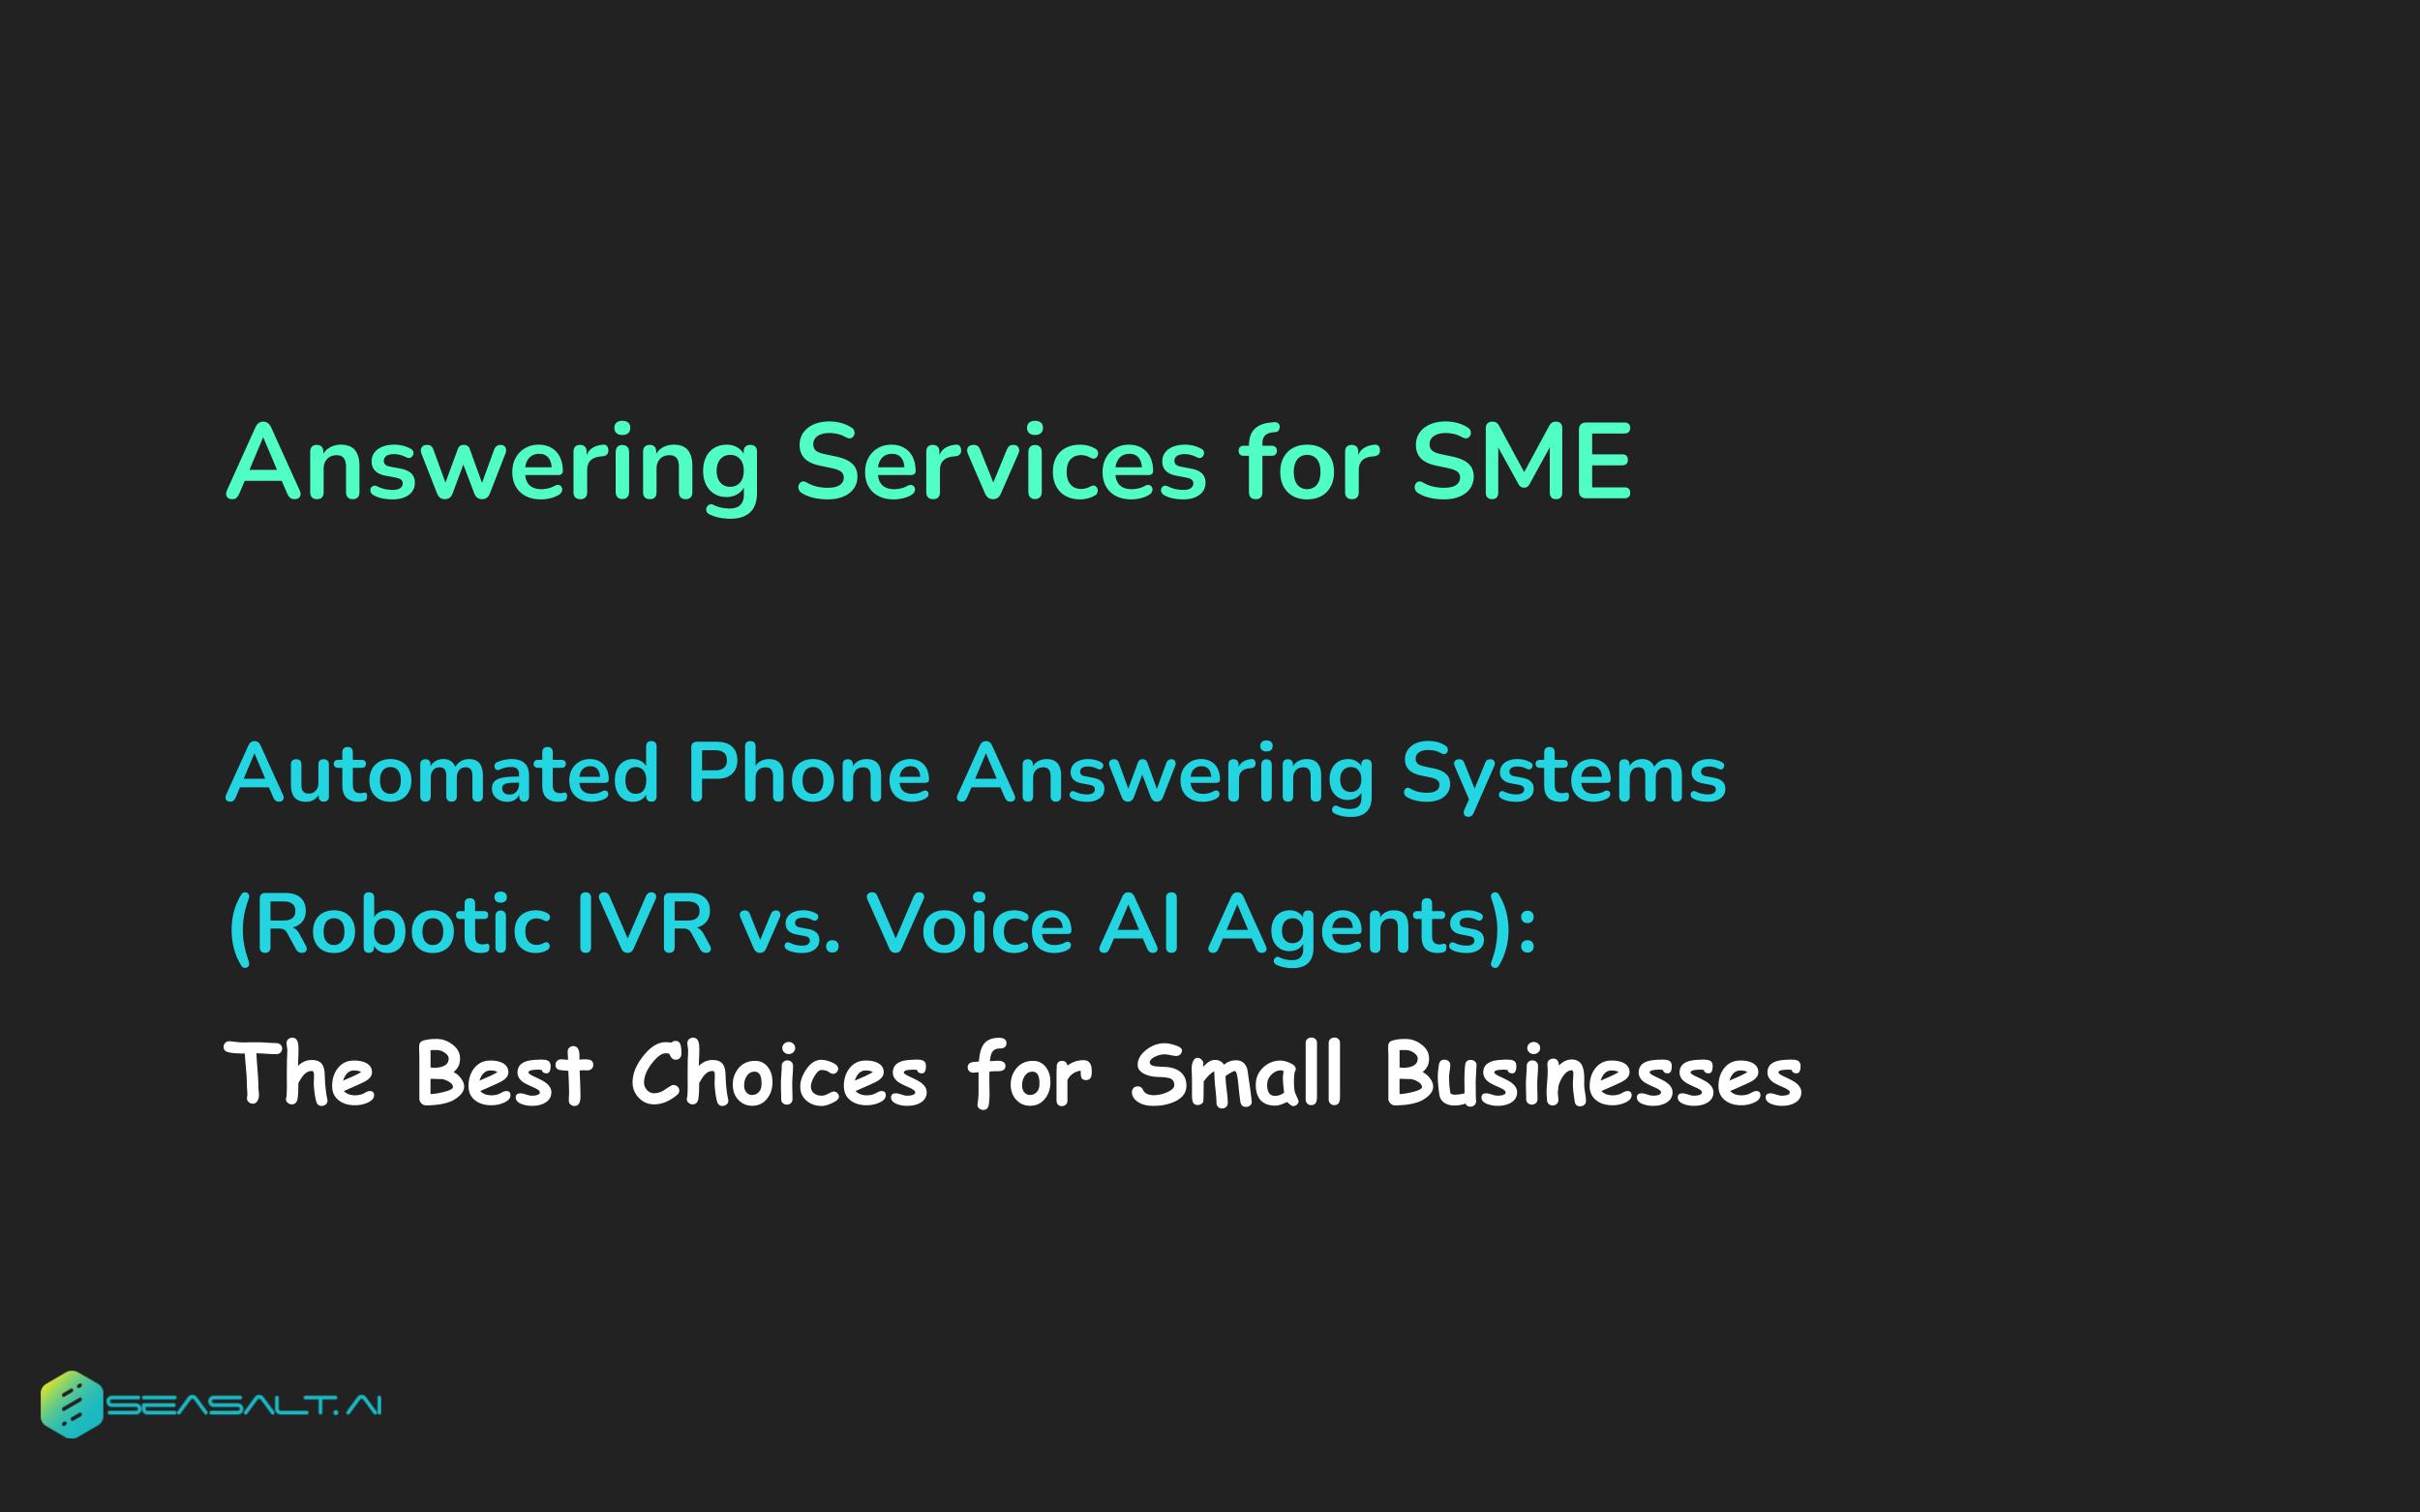 Answering Services for SME
Automated Phone Answering Systems
(Robotic IVR vs. Voice AI Agents):
The Best Choices for Small Businesses
SEASALT.AI